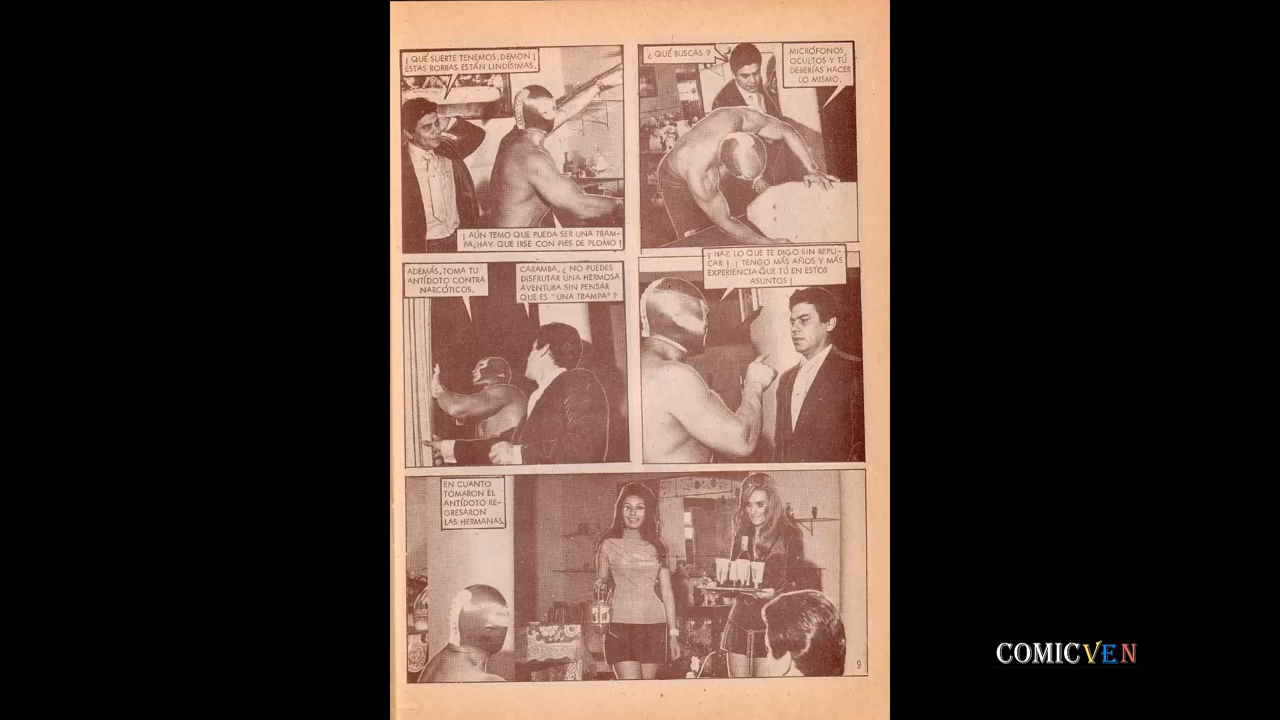 ¡ QUÉ SUERTE TENEMOS, DEMON !
ESTAS RORRAS ESTÁN LINDÍSIMAS.
¡ AÚN TEMO QUE PUEDA SER UNA TRAM-
PA, HAY QUE IRSE CON PIES DE PLOMO !
¿ QUÉ BUSCAS ?
MICRÓFONOS,
OCULTOS Y TÚ
DEBERÍAS HACER
LO MISMO.
ADEMÁS, TOMA TU
ANTÍDOTO CONTRA
NARCÓTICOS.
CARAMBA, ¿ NO PUEDES
DISFRUTAR UNA HERMOSA
AVENTURA SIN PENSAR
QUE ES "UNA TRAMPA" ?
¡ HAZ LO QUE TE DIGO SIN REPLI-
CAR ! ¡ TENGO MÁS AÑOS Y MÁS
EXPERIENCIA QUE TÚ EN ESTOS
ASUNTOS !
EN CUANTO
TOMARON EL
ANTÍDOTO RE-
GRESARON
LAS HERMANAS.
9
COMICVEN